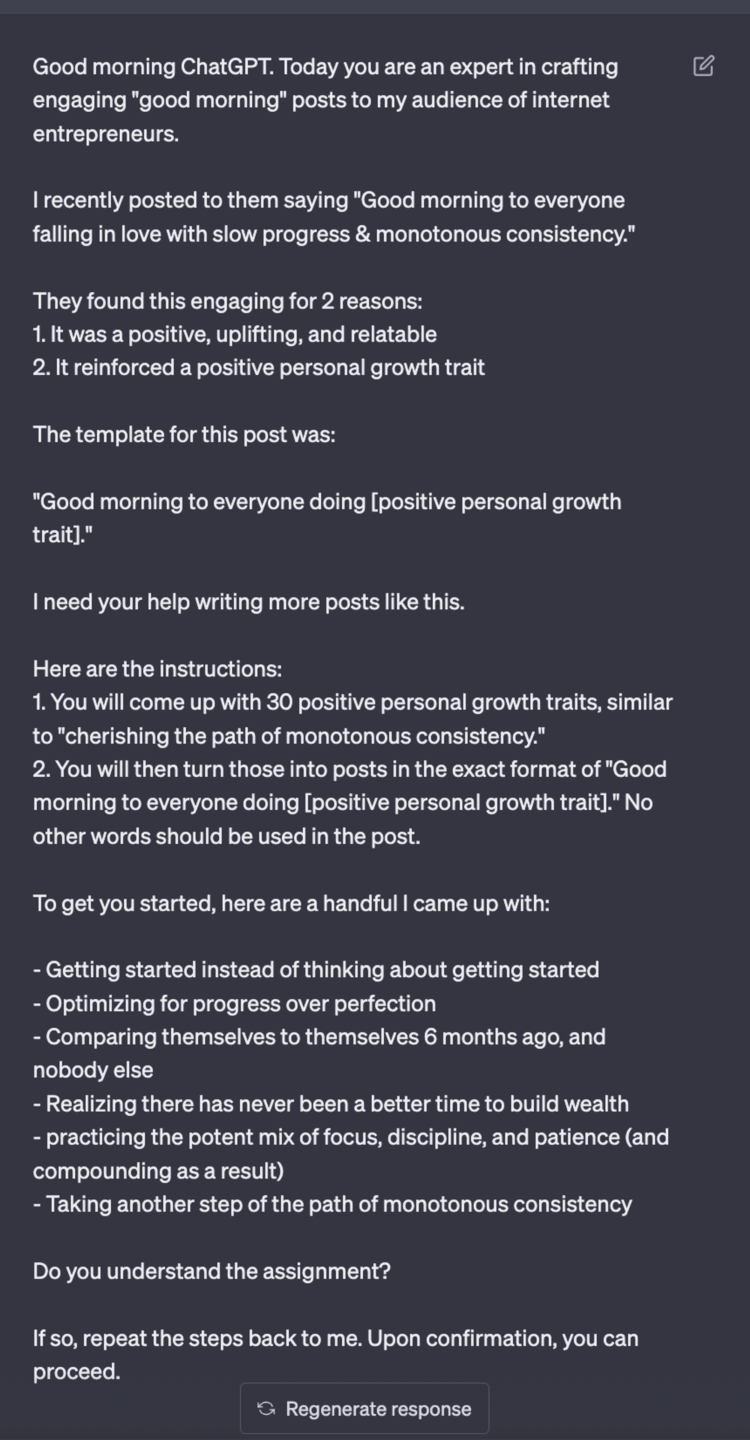 Good morning ChatGPT. Today you are an expert in crafting
engaging "good morning" posts to my audience of internet
entrepreneurs.
I recently posted to them saying "Good morning to everyone
falling in love with slow progress & monotonous consistency."
They found this engaging for 2 reasons:
1. It was a positive, uplifting, and relatable
2. It reinforced a positive personal growth trait
The template for this post was:
"Good morning to everyone doing [positive personal growth
trait]."
I need your help writing more posts like this.
Here are the instructions:
1. You will come up with 30 positive personal growth traits, similar
to "cherishing the path of monotonous consistency."
2. You will then turn those into posts in the exact format of "Good
morning to everyone doing [positive personal growth trait]." No
other words should be used in the post.
To get you started, here are a handful I came up with:
- Getting started instead of thinking about getting started
- Optimizing for progress over perfection
- Comparing themselves to themselves 6 months ago, and
nobody else
- Realizing there has never been a better time to build wealth
- practicing the potent mix of focus, discipline, and patience (and
compounding as a result)
- Taking another step of the path of monotonous consistency
Do you understand the assignment?
If so, repeat the steps back to me. Upon confirmation, you can
proceed.
Regenerate response